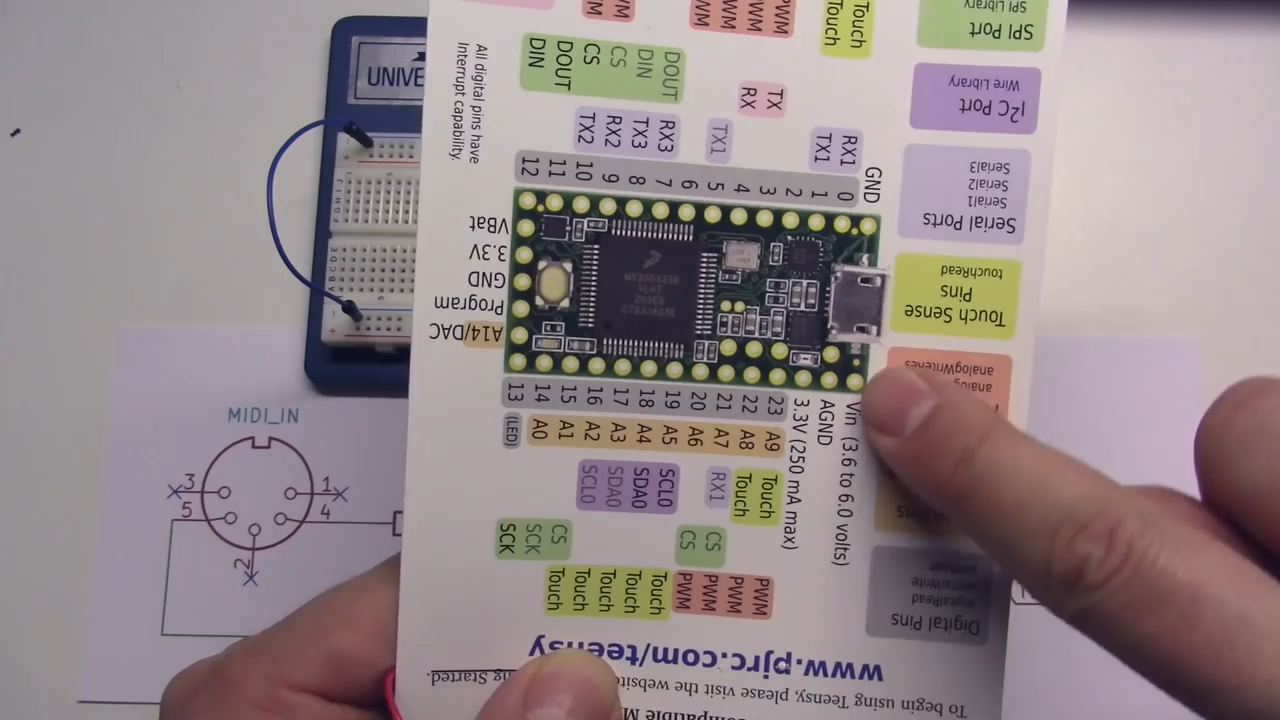 UNIVE
All digital pins have
Interrupt capability.
DIN DOUT CS CS DIN DOUT
RX TX
TX2 RX2 TX3 RX3 TX1 TX1 RX1
PWM PWM PWM
Touch Touch
12 11 10 9 8 7 6 5 4 3 2 1 0 GND
VBat
3.3V
GND
Program
A14/DAC
13 14 15 16 17 18 19 20 21 22 23 3.3V (250 mA max) AGND Vin (3.6 to 6.0 volts)
(LED) A0 A1 A2 A3 A4 A5 A6 A7 A8 A9
SCL0 SDA0 SDA0 SCL0 RX1 Touch Touch
SCK SCK CS CS CS
Touch Touch Touch Touch Touch PWM PWM PWM PWM
SPI Port
SPI Library
I²C Port
Wire Library
Serial Ports
Serial1
Serial2
Serial3
Touch Sense
Pins
touchRead
Digital Pins
digitalRead
digitalWrite
www.pjrc.com/teensy
To begin using Teensy, please visit the website
Started.
MIDI_IN
3 1
5 4
2